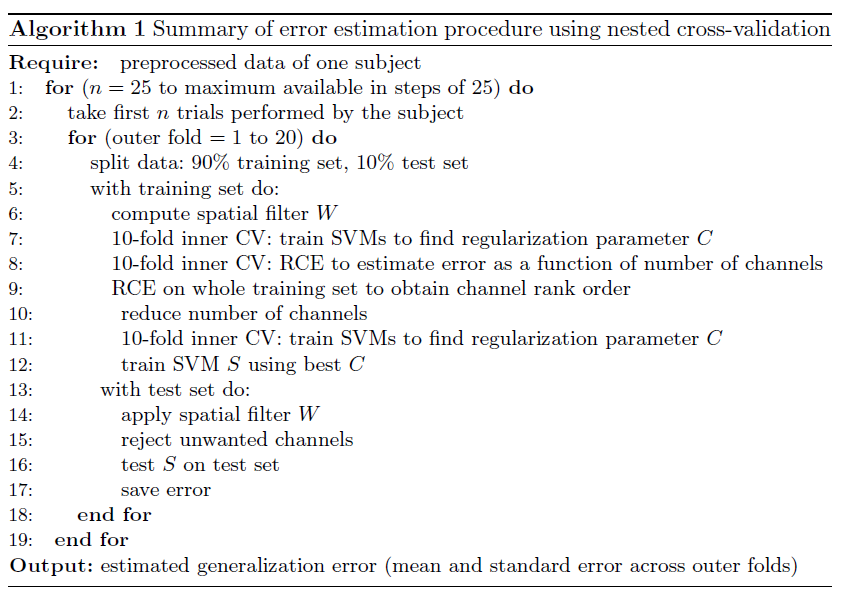 Algorithm 1 Summary of error estimation procedure using nested cross-validation
Require: preprocessed data of one subject
1: for (n = 25 to maximum available in steps of 25) do
2: take first n trials performed by the subject
3: for (outer fold = 1 to 20) do
4: split data: 90% training set, 10% test set
5: with training set do:
6: compute spatial filter W
7: 10-fold inner CV: train SVMs to find regularization parameter C
8: 10-fold inner CV: RCE to estimate error as a function of number of channels
9: RCE on whole training set to obtain channel rank order
10: reduce number of channels
11: 10-fold inner CV: train SVMs to find regularization parameter C
12: train SVM S using best C
13: with test set do:
14: apply spatial filter W
15: reject unwanted channels
16: test S on test set
17: save error
18: end for
19: end for
Output: estimated generalization error (mean and standard error across outer folds)